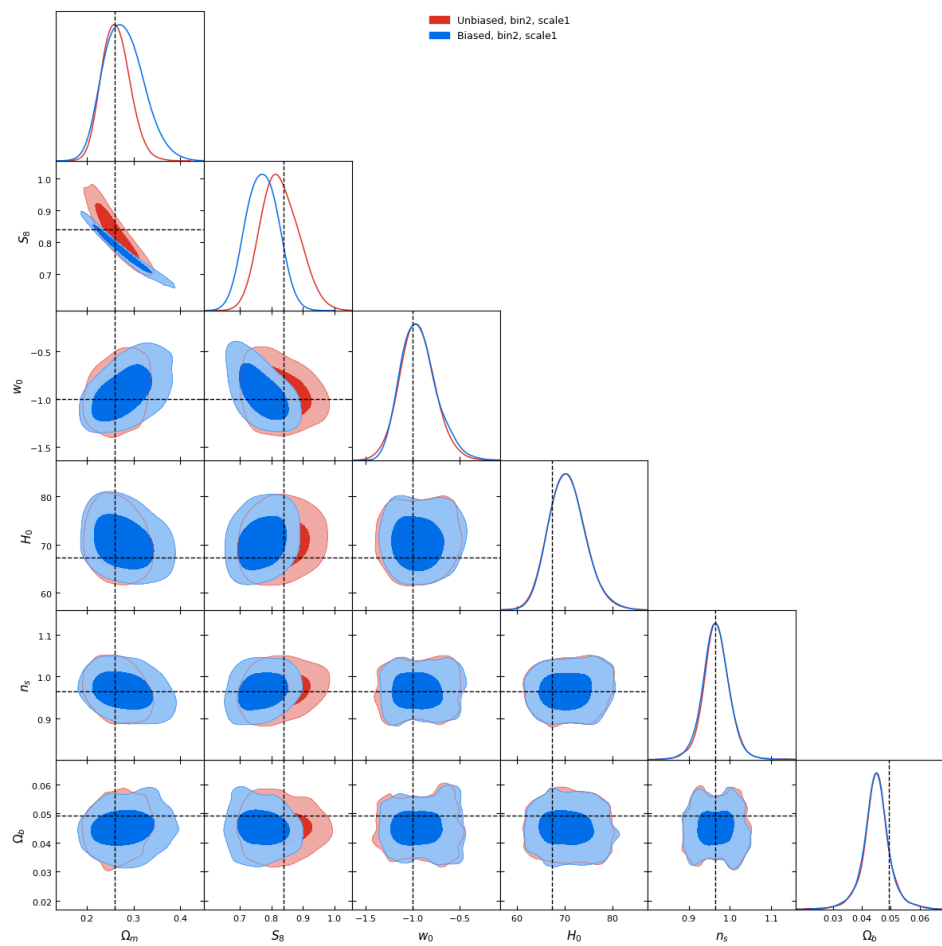 Unbiased, bin2, scale1
Biased, bin2, scale1
1.0
0.9
0.8
0.7
S₈
−0.5
−1.0
−1.5
w₀
80
70
60
H₀
1.1
1.0
0.9
nₛ
0.06
0.05
0.04
0.03
0.02
Ω_b
0.2 0.3 0.4
0.7 0.8 0.9 1.0
−1.5 −1.0 −0.5
60 70 80
0.9 1.0 1.1
0.03 0.04 0.05 0.06
Ωₘ S₈ w₀ H₀ nₛ Ω_b